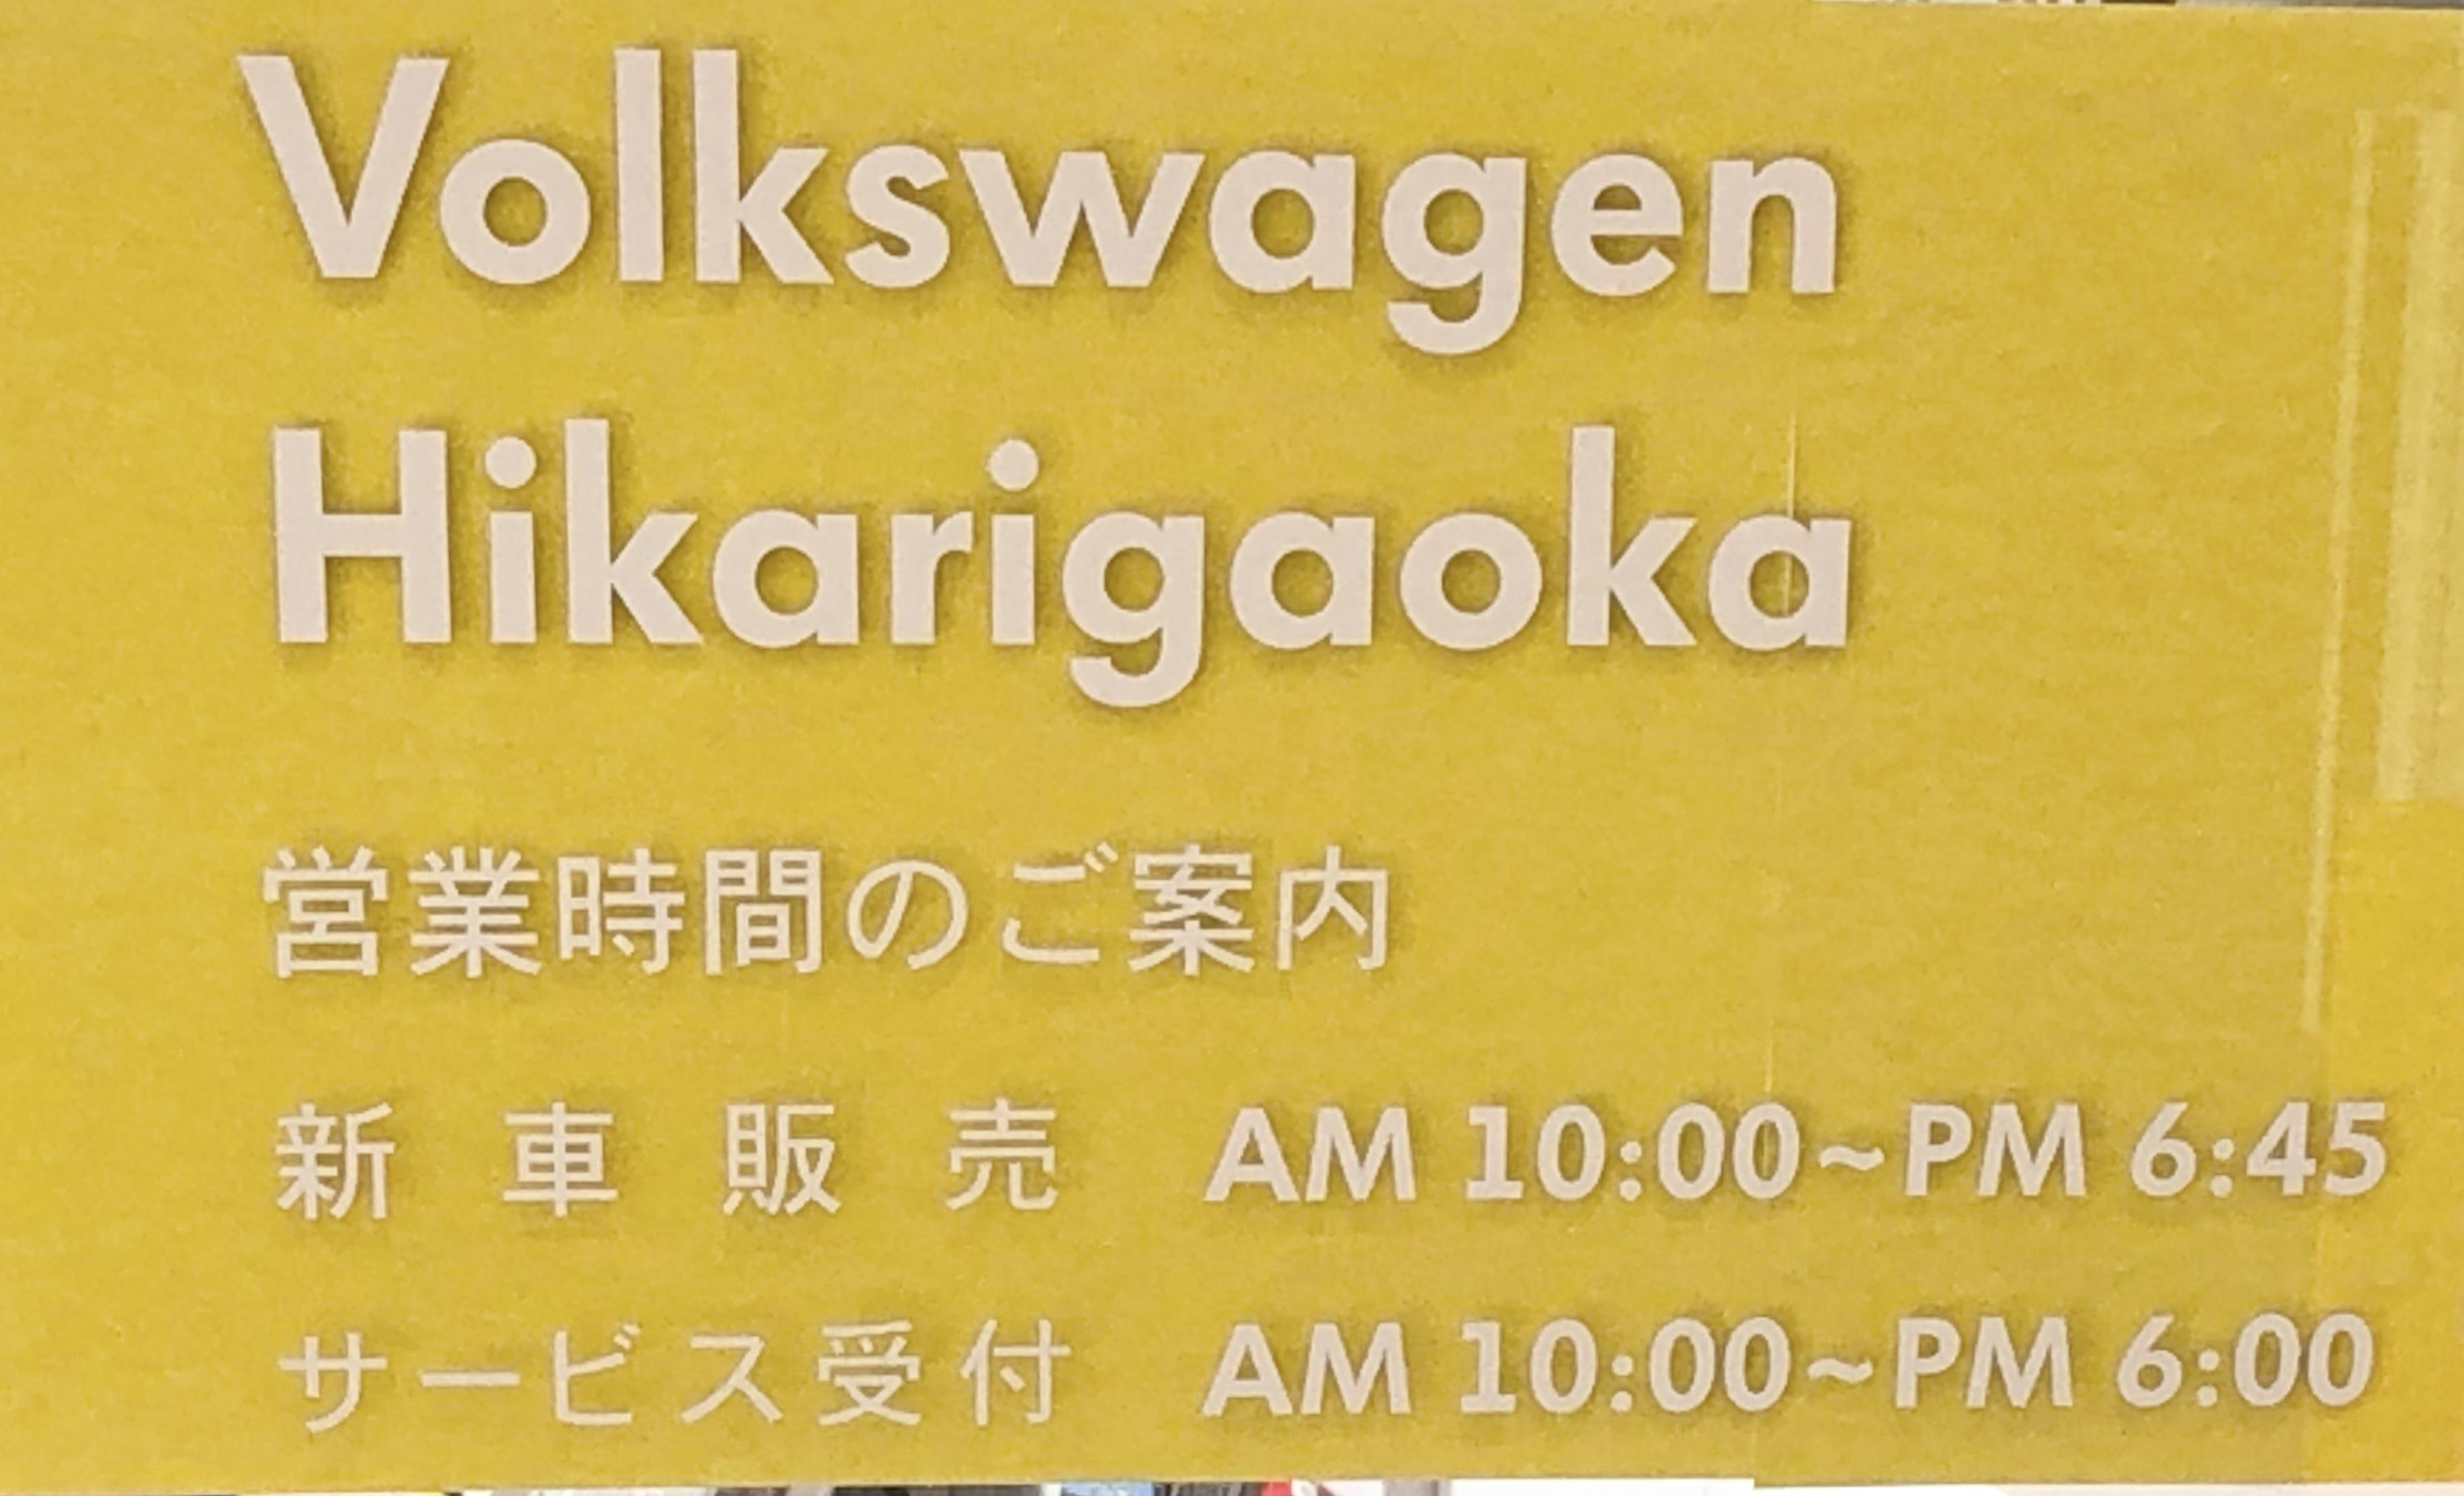 Volkswagen
Hikarigaoka
営業時間のご案内
新車販売 AM 10:00~PM 6:45
サービス受付 AM 10:00~PM 6:00